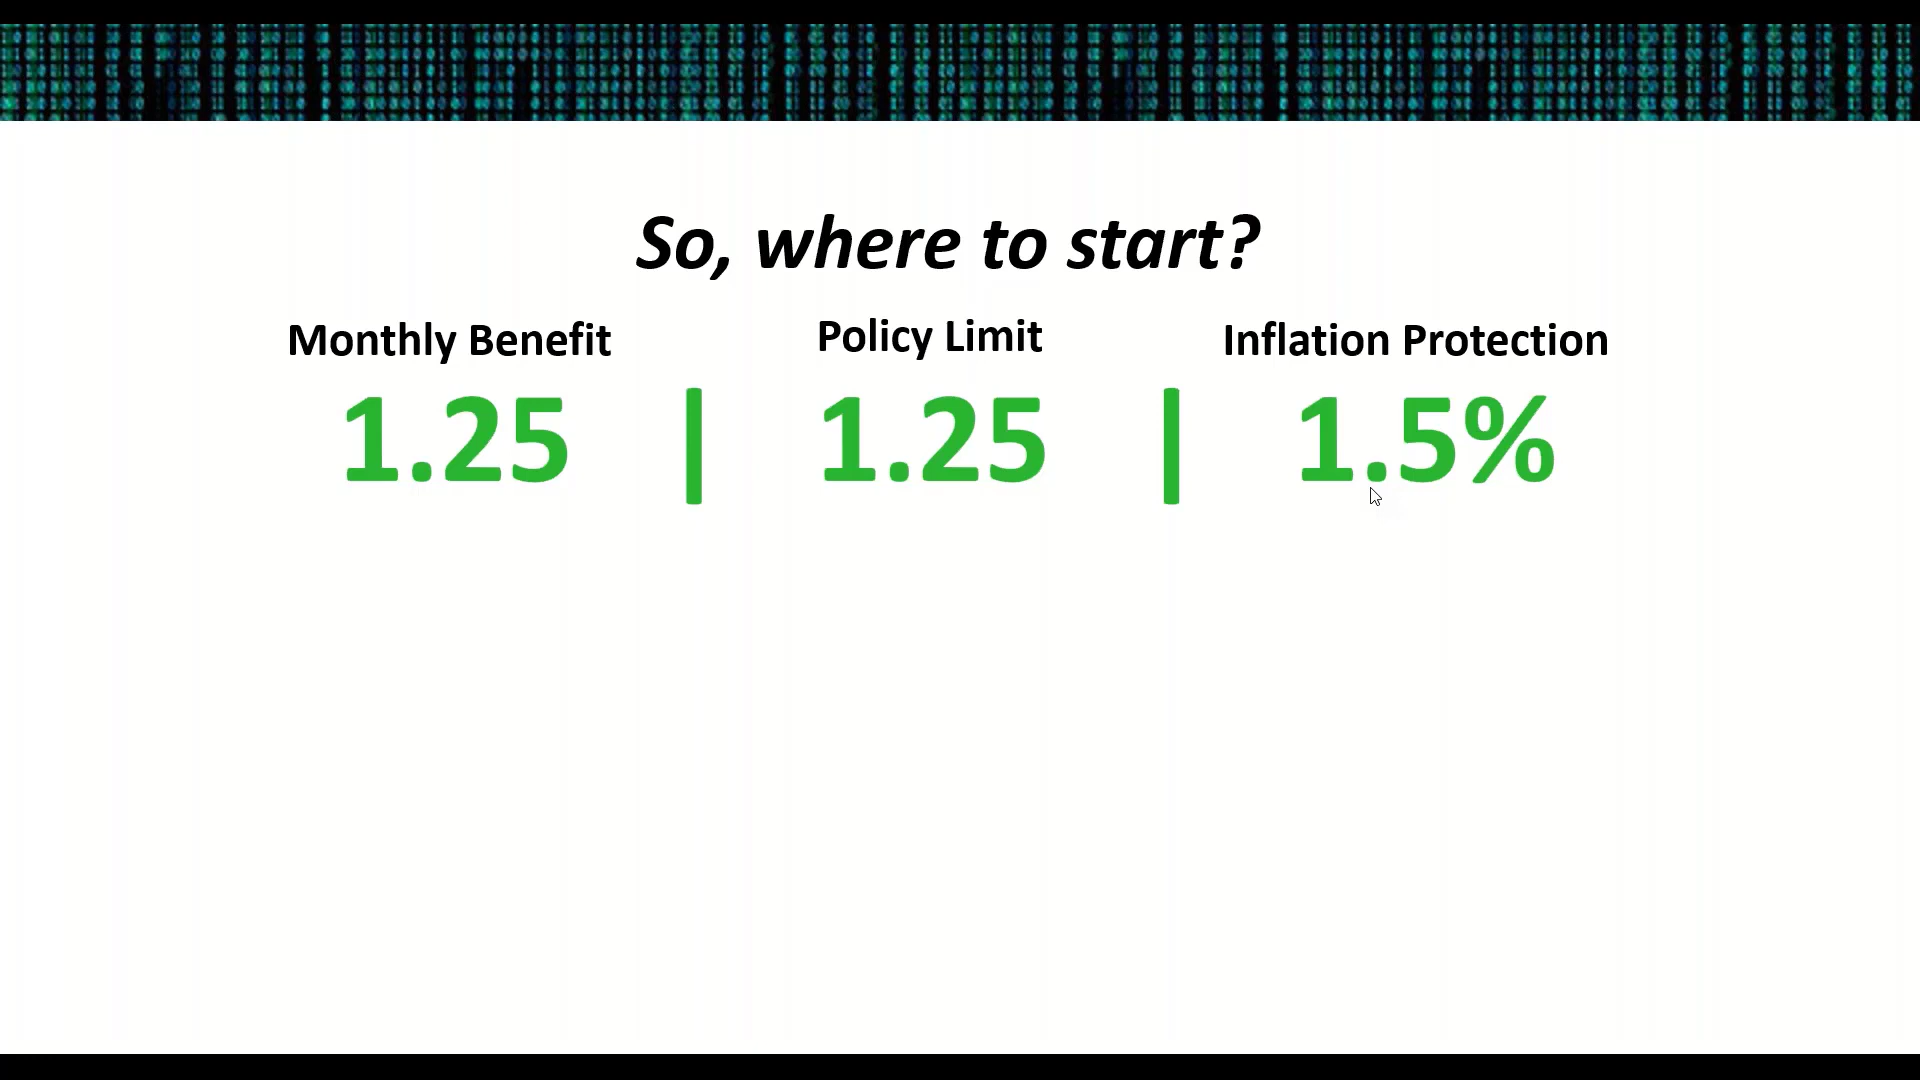 So, where to start?
Monthly Benefit
Policy Limit
Inflation Protection
1.25 | 1.25 | 1.5%